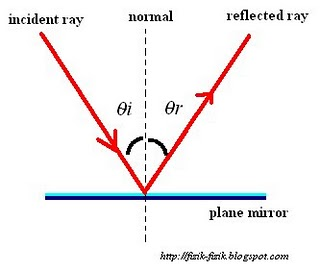 incident ray
normal
reflected ray
θi
θr
plane mirror
http://fizik-fizik.blogspot.com